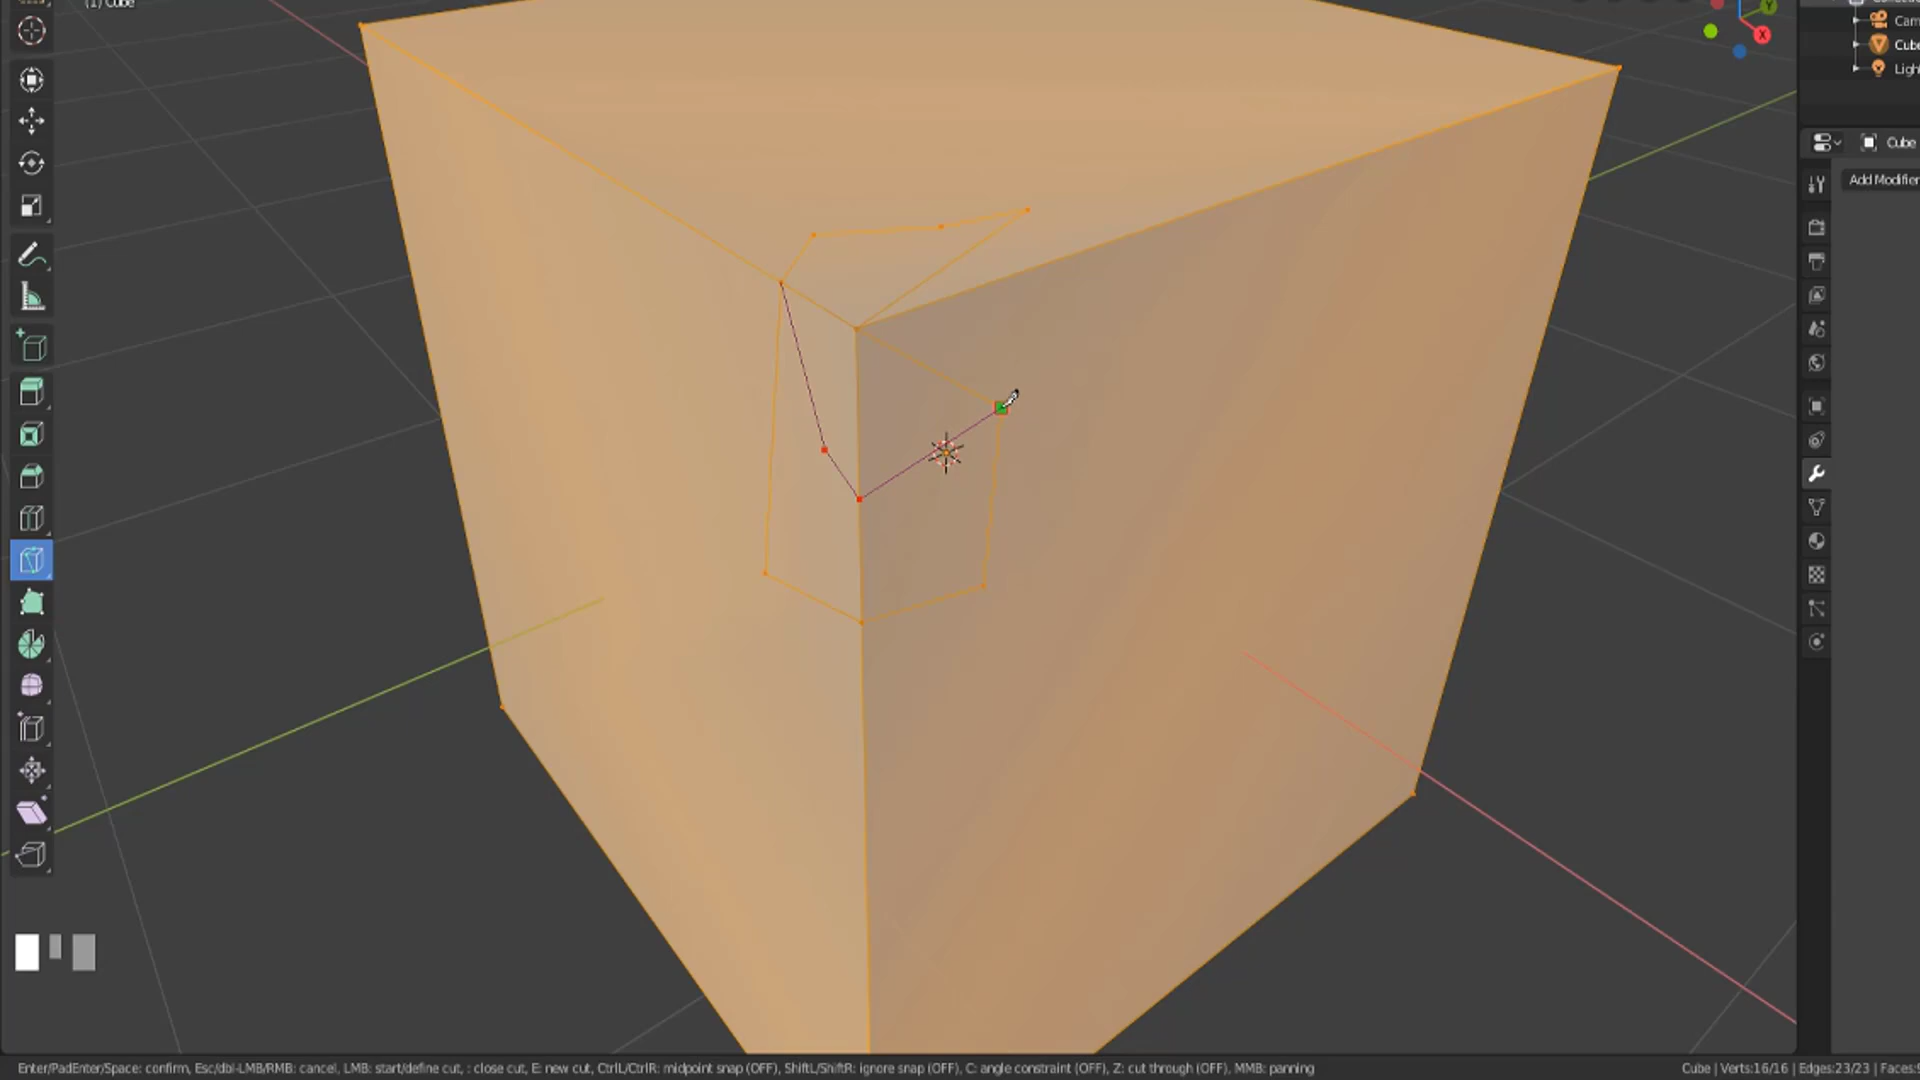 (1) Cube
Y
X
Cam
Cube
Ligh
Cube
Add Modifier
Enter/PadEnter/Space: confirm, Esc/dbl-LMB/RMB: cancel, LMB: start/define cut, : close cut, E: new cut, CtrlL/CtrlR: midpoint snap (OFF), ShiftL/ShiftR: ignore snap (OFF), C: angle constraint (OFF), Z: cut through (OFF), MMB: panning
Cube | Verts:16/16 | Edges:23/23 | Faces: